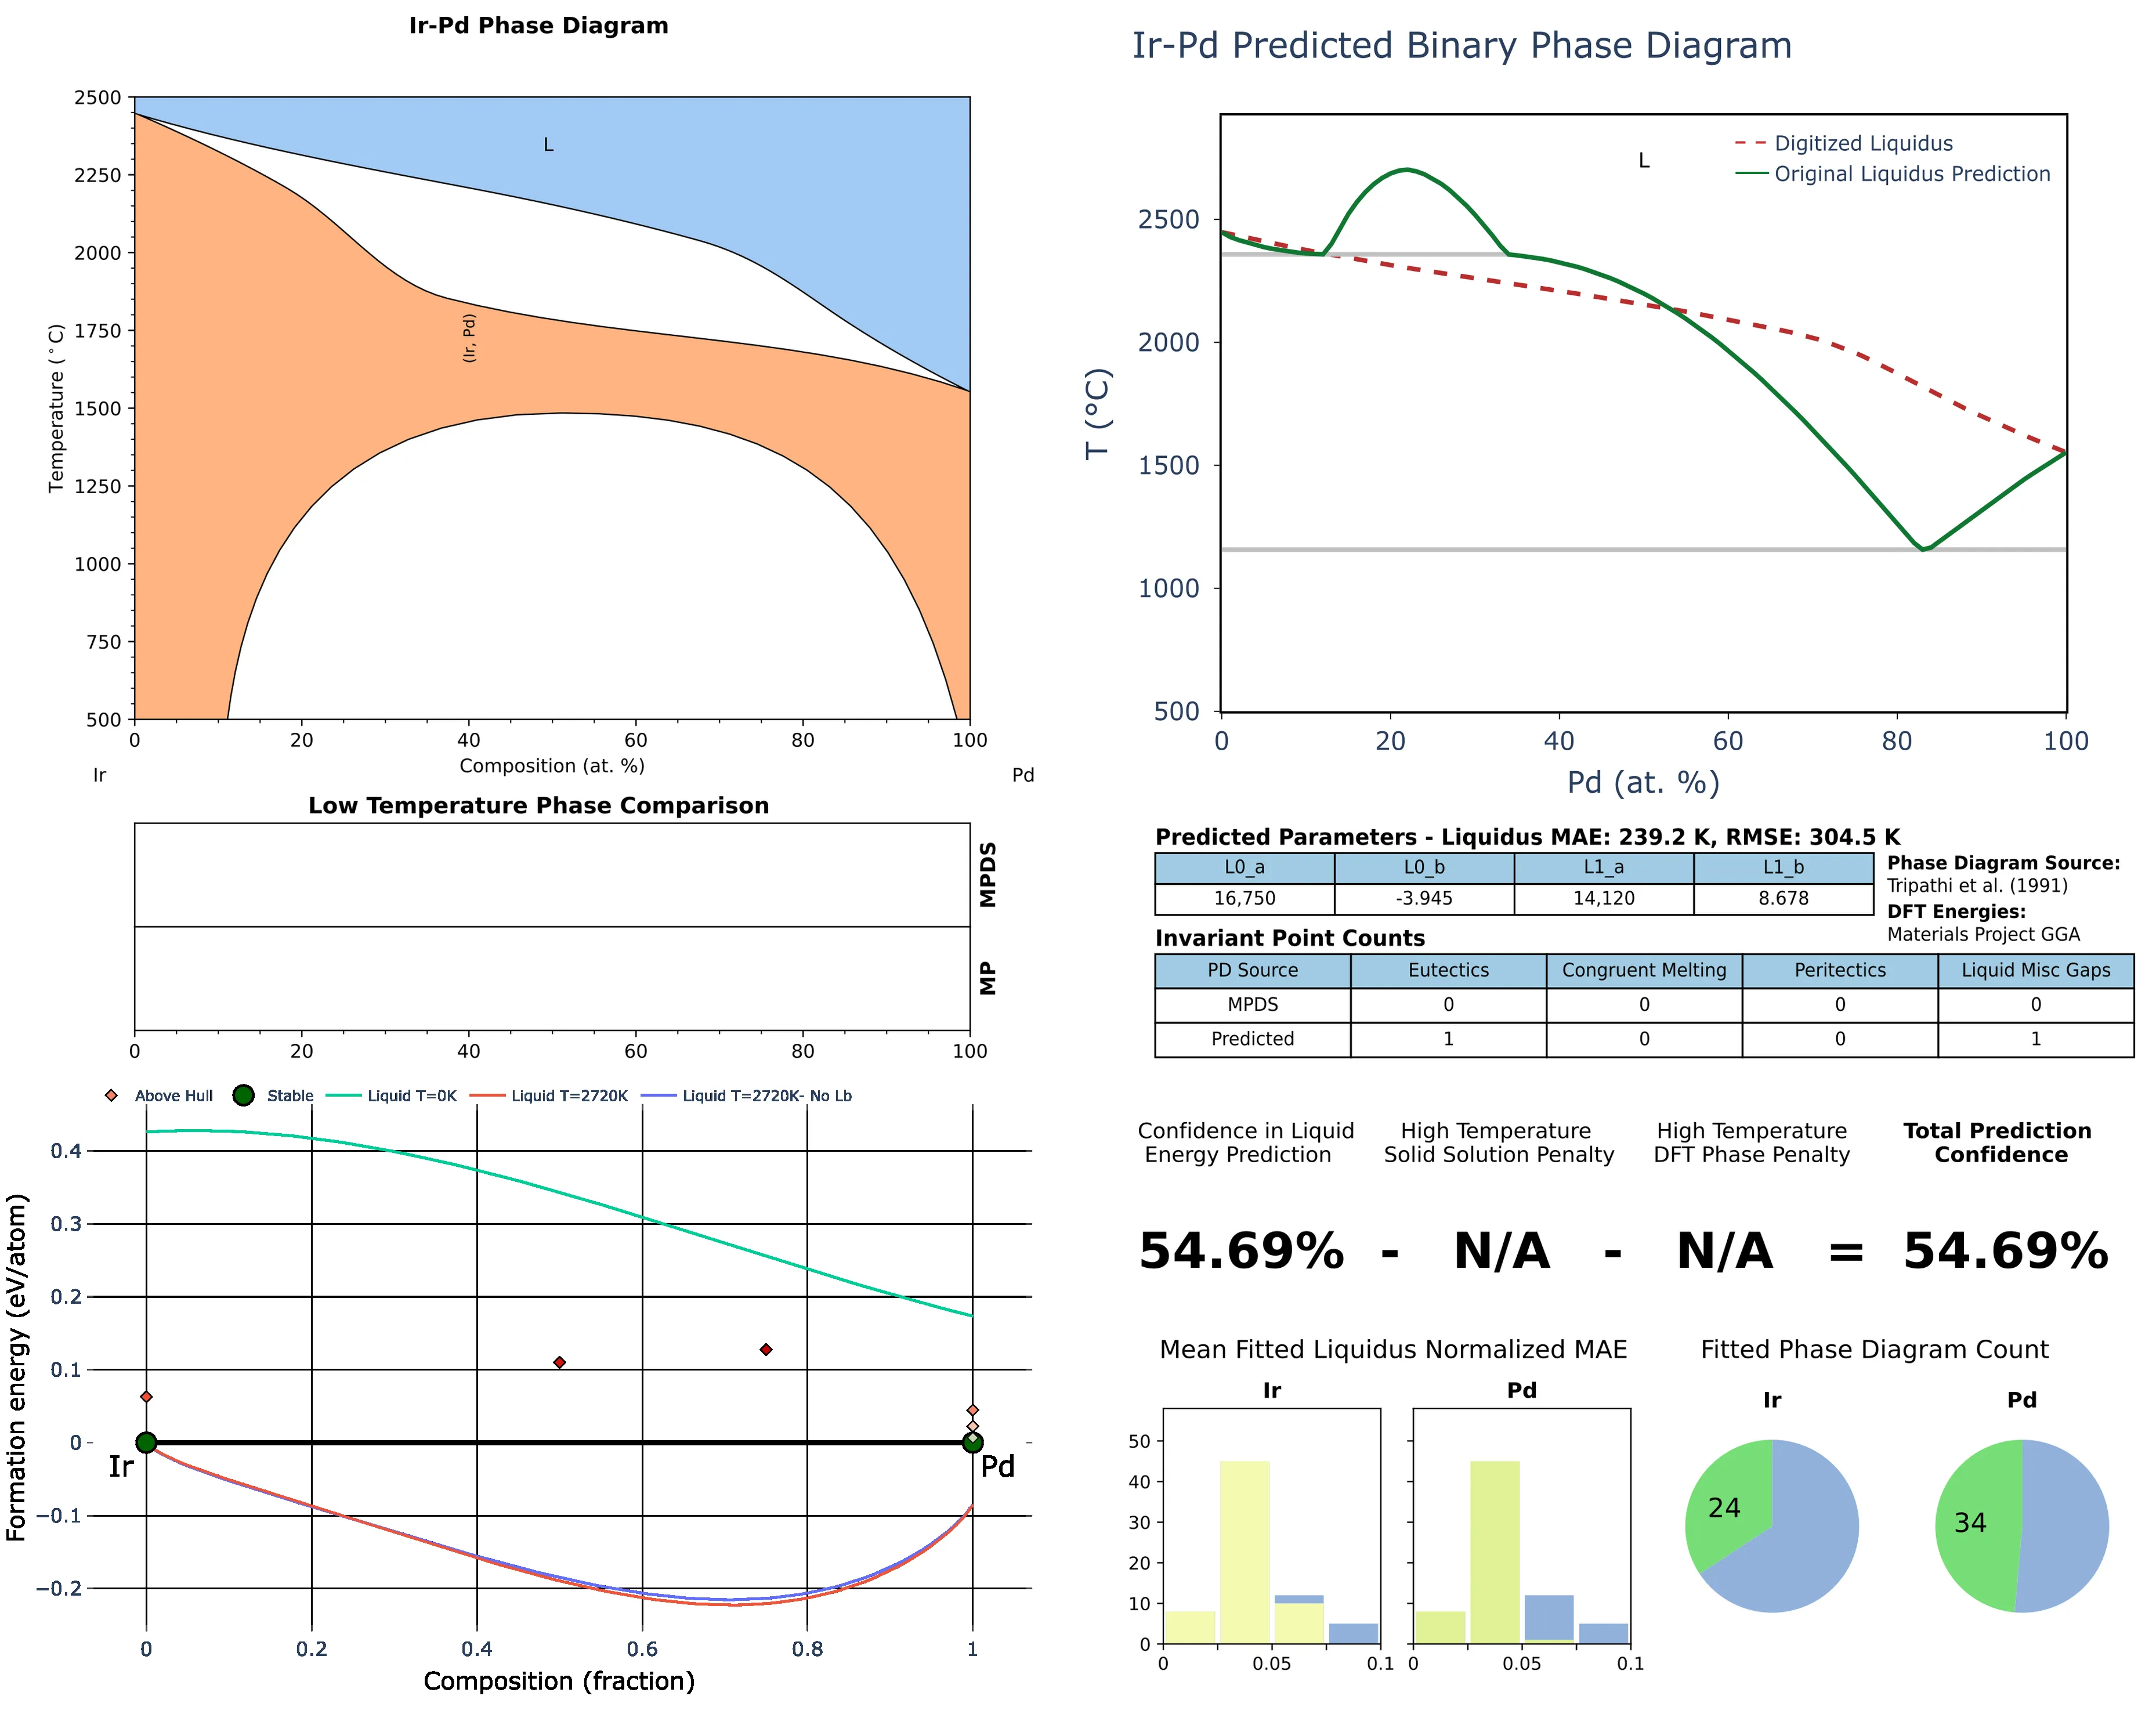 Ir-Pd Phase Diagram
2500
2250
2000
1750
1500
1250
1000
750
500
Temperature (°C)
L
(Ir, Pd)
0 20 40 60 80 100
Composition (at. %)
Ir Pd
Low Temperature Phase Comparison
MPDS
MP
0 20 40 60 80 100
Above Hull Stable Liquid T=0K Liquid T=2720K Liquid T=2720K- No Lb
0.4
0.3
0.2
0.1
0
−0.1
−0.2
Formation energy (eV/atom)
Ir Pd
0 0.2 0.4 0.6 0.8 1
Composition (fraction)
Ir-Pd Predicted Binary Phase Diagram
L
Digitized Liquidus
Original Liquidus Prediction
2500
2000
1500
1000
500
T (°C)
0 20 40 60 80 100
Pd (at. %)
Predicted Parameters - Liquidus MAE: 239.2 K, RMSE: 304.5 K
L0_a L0_b L1_a L1_b
16,750 -3.945 14,120 8.678
Phase Diagram Source:
Tripathi et al. (1991)
DFT Energies:
Materials Project GGA
Invariant Point Counts
PD Source Eutectics Congruent Melting Peritectics Liquid Misc Gaps
MPDS 0 0 0 0
Predicted 1 0 0 1
Confidence in Liquid
Energy Prediction
High Temperature
Solid Solution Penalty
High Temperature
DFT Phase Penalty
Total Prediction
Confidence
54.69% - N/A - N/A = 54.69%
Mean Fitted Liquidus Normalized MAE
Ir Pd
50
40
30
20
10
0
0 0.05 0.1 0 0.05 0.1
Fitted Phase Diagram Count
Ir Pd
24 34